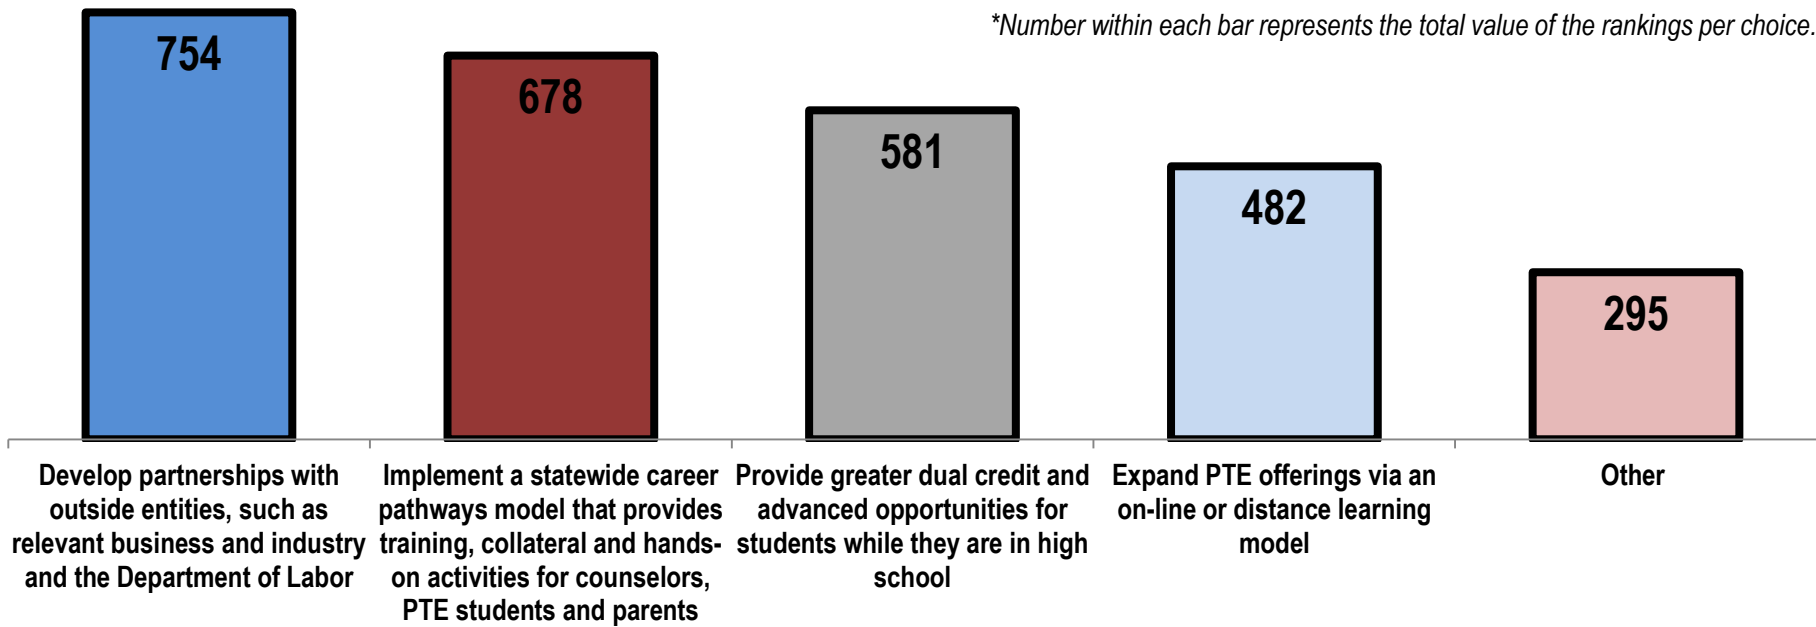 *Number within each bar represents the total value of the rankings per choice.
754
678
581
482
295
Develop partnerships with
outside entities, such as
relevant business and industry
and the Department of Labor
Implement a statewide career
pathways model that provides
training, collateral and hands-
on activities for counselors,
PTE students and parents
Provide greater dual credit and
advanced opportunities for
students while they are in high
school
Expand PTE offerings via an
on-line or distance learning
model
Other